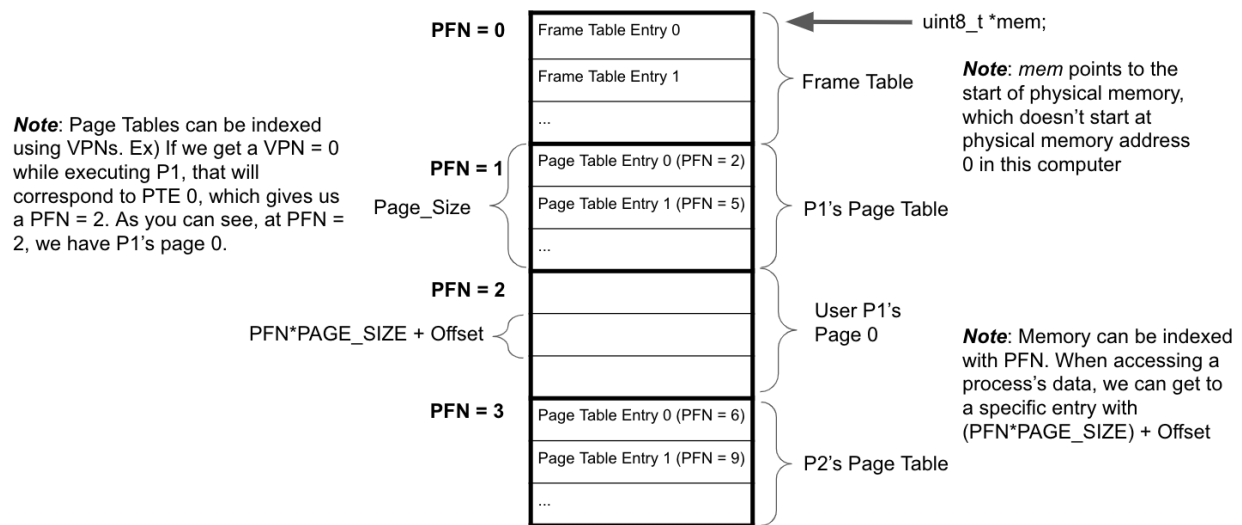 PFN = 0
Frame Table Entry 0
uint8_t *mem;
Frame Table Entry 1
Frame Table
...
Note: mem points to the
start of physical memory,
which doesn't start at
physical memory address
0 in this computer
Note: Page Tables can be indexed
using VPNs. Ex) If we get a VPN = 0
while executing P1, that will
correspond to PTE 0, which gives us
a PFN = 2. As you can see, at PFN =
2, we have P1's page 0.
PFN = 1
Page_Size
Page Table Entry 0 (PFN = 2)
Page Table Entry 1 (PFN = 5)
...
P1's Page Table
PFN = 2
PFN*PAGE_SIZE + Offset
User P1's
Page 0
Note: Memory can be indexed
with PFN. When accessing a
process's data, we can get to
a specific entry with
(PFN*PAGE_SIZE) + Offset
PFN = 3
Page Table Entry 0 (PFN = 6)
Page Table Entry 1 (PFN = 9)
...
P2's Page Table